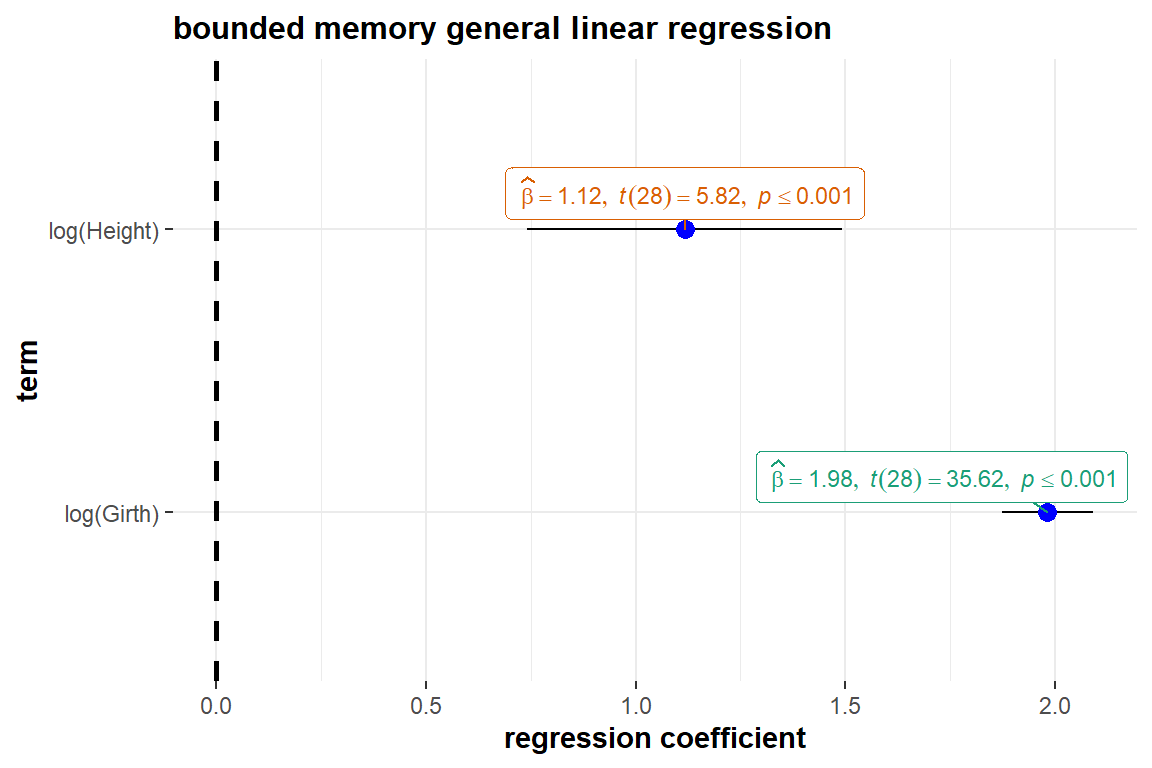 bounded memory general linear regression
β̂ = 1.12, t(28) = 5.82, p ≤ 0.001
log(Height)
term
β̂ = 1.98, t(28) = 35.62, p ≤ 0.001
log(Girth)
0.0 0.5 1.0 1.5 2.0
regression coefficient